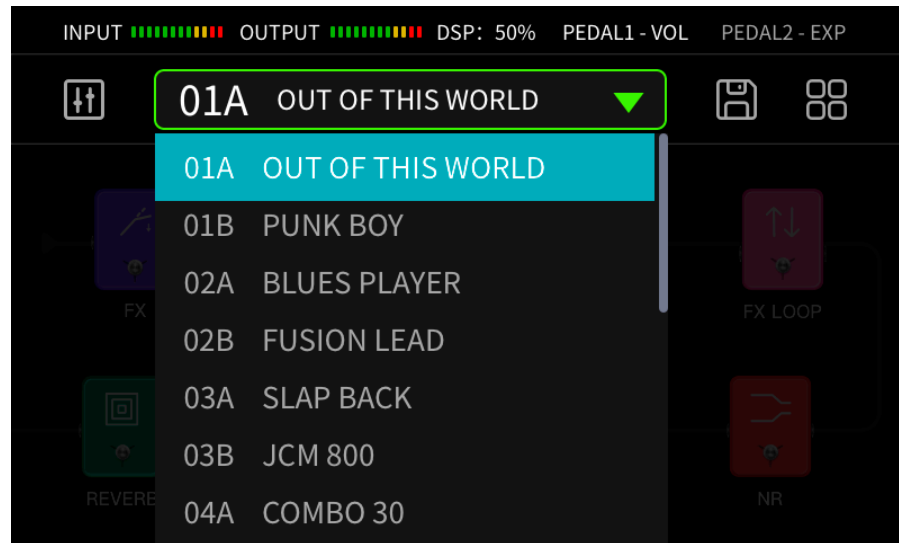 INPUT OUTPUT DSP: 50% PEDAL1 - VOL PEDAL2 - EXP
01A OUT OF THIS WORLD
01A OUT OF THIS WORLD
01B PUNK BOY
02A BLUES PLAYER
FX FX LOOP
02B FUSION LEAD
03A SLAP BACK
03B JCM 800
REVERE NR
04A COMBO 30